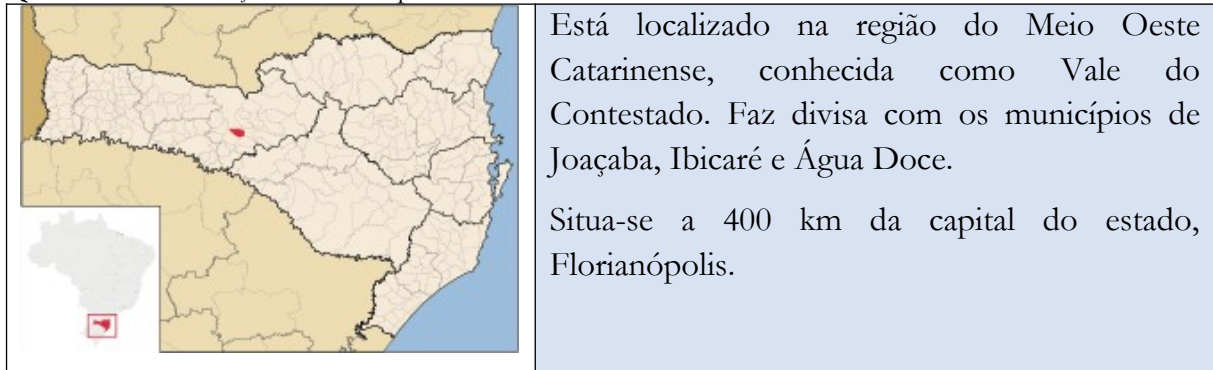 Está localizado na região do Meio Oeste
Catarinense, conhecida como Vale do
Contestado. Faz divisa com os municípios de
Joaçaba, Ibicaré e Água Doce.
Situa-se a 400 km da capital do estado,
Florianópolis.